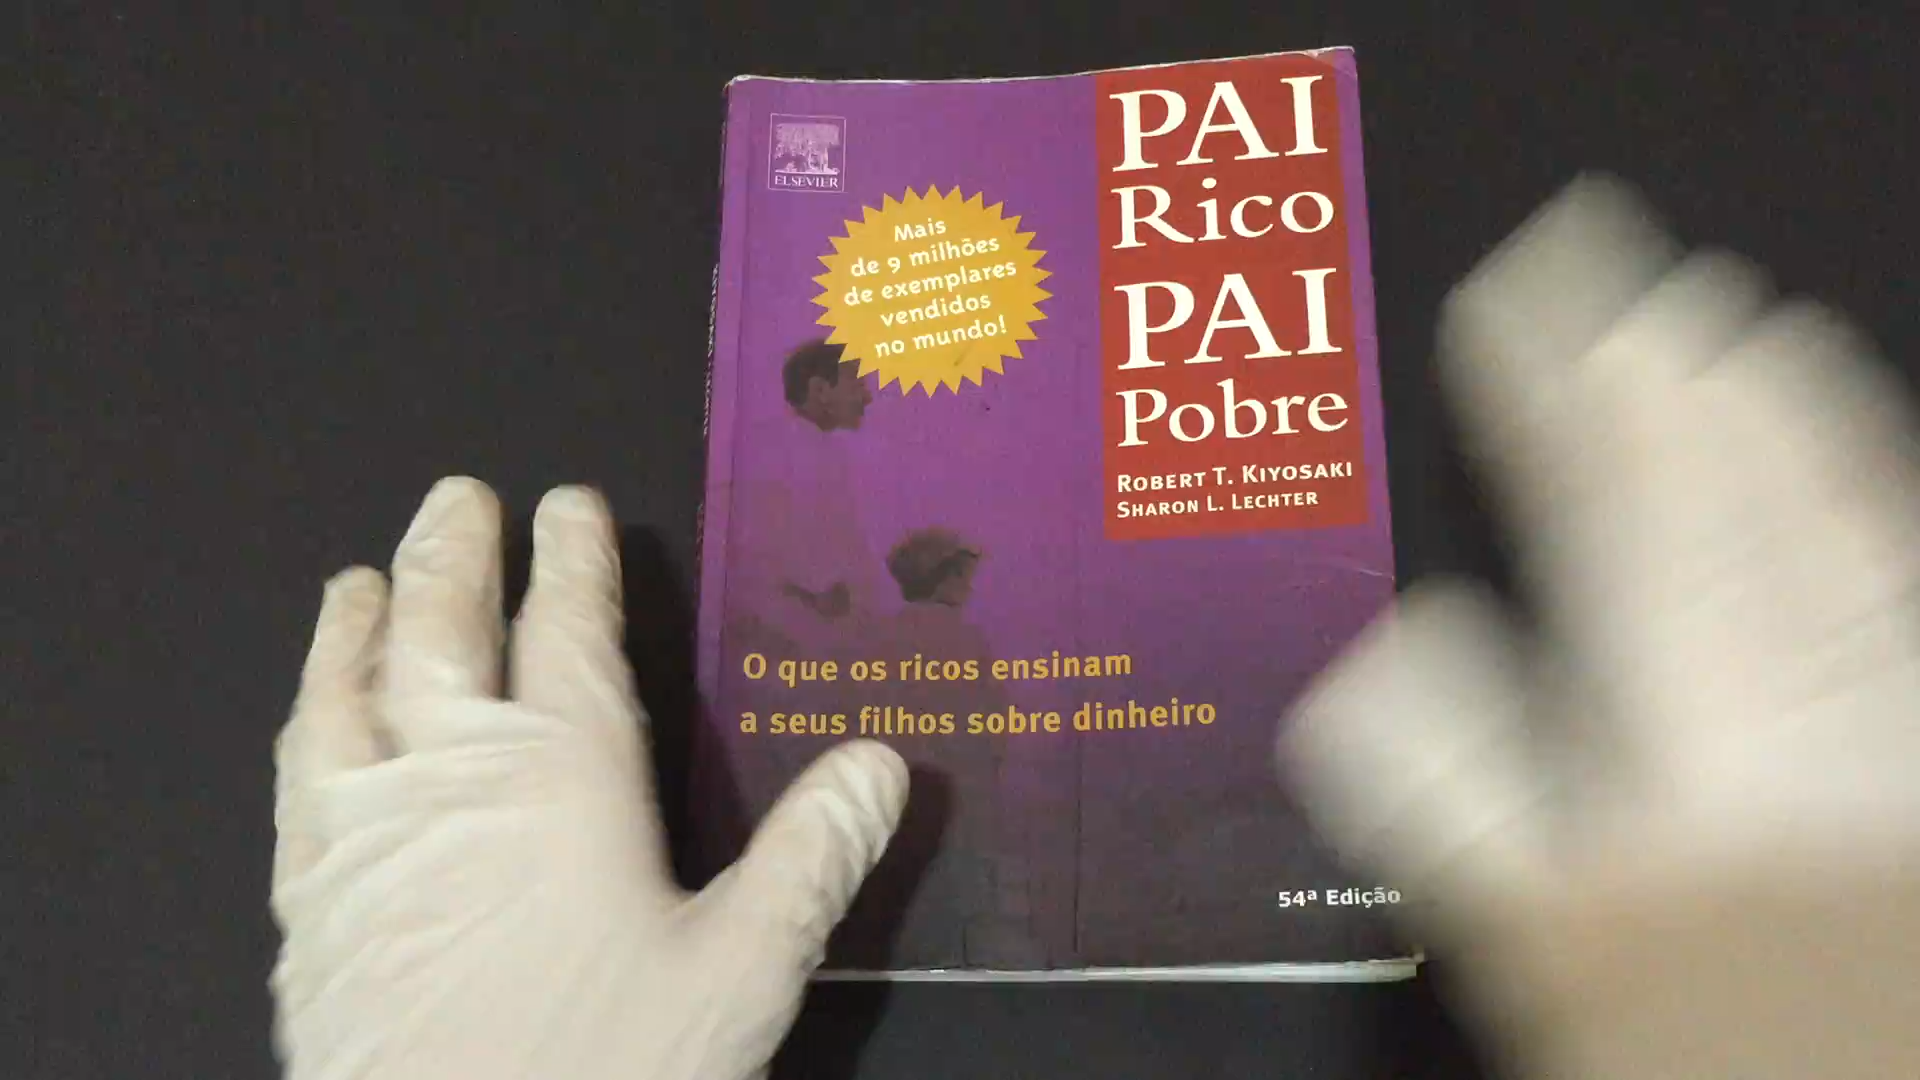 ELSEVIER
Mais
de 9 milhões
de exemplares
vendidos
no mundo!
PAI
Rico
PAI
Pobre
ROBERT T. KIYOSAKI
SHARON L. LECHTER
O que os ricos ensinam
a seus filhos sobre dinheiro
54ª Edição